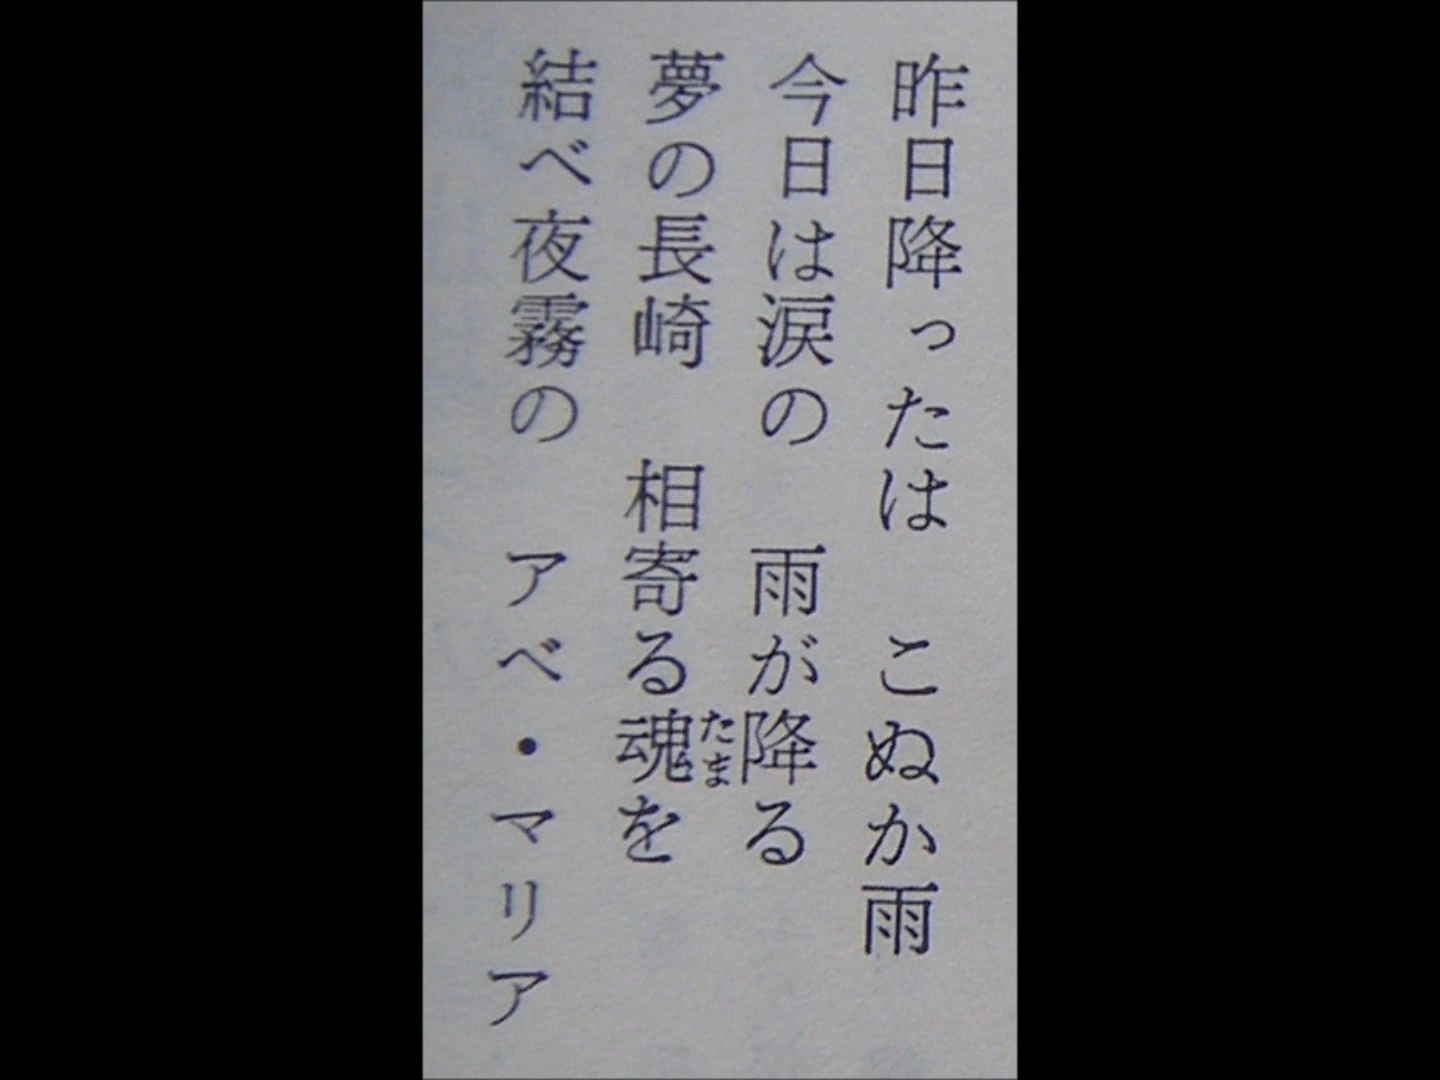 昨日降ったは　こぬか雨
今日は涙の　雨が降る
夢の長崎　相寄る魂を
たま
結べ夜霧の　アベ・マリア